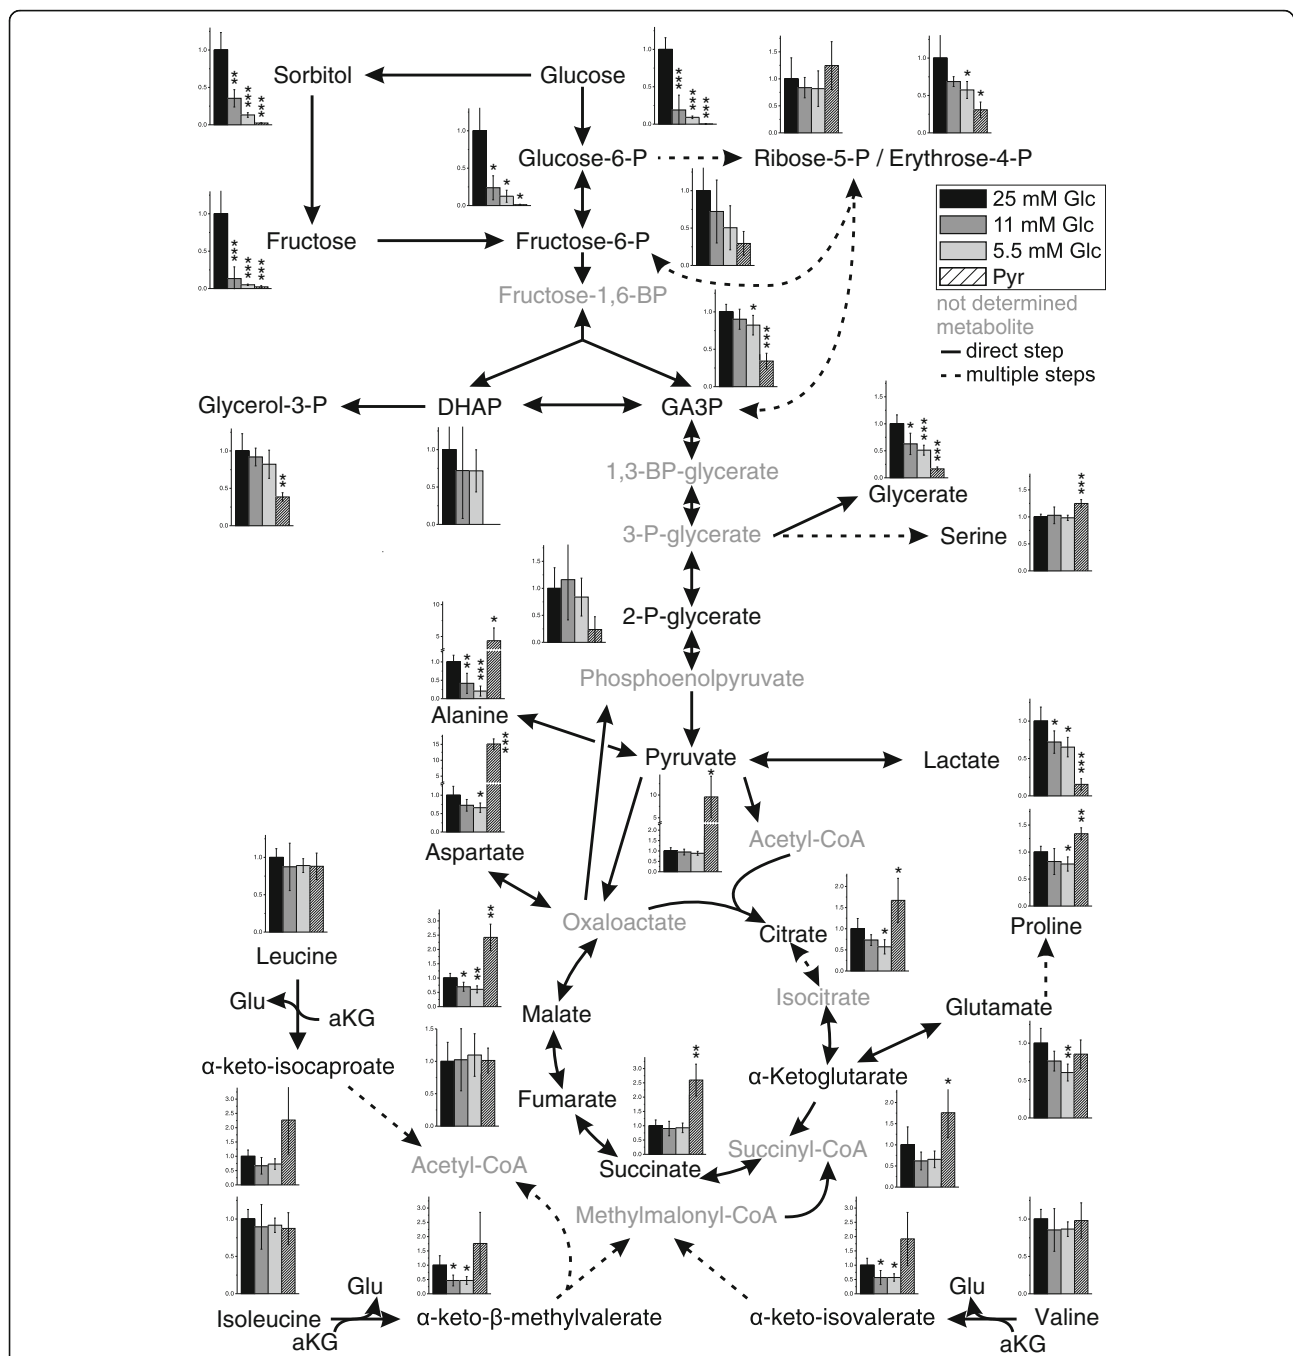 Sorbitol
Glucose
Glucose-6-P
Ribose-5-P / Erythrose-4-P
25 mM Glc
11 mM Glc
5.5 mM Glc
Pyr
not determined
metabolite
direct step
multiple steps
Fructose
Fructose-6-P
Fructose-1,6-BP
Glycerol-3-P
DHAP
GA3P
1,3-BP-glycerate
Glycerate
3-P-glycerate
Serine
2-P-glycerate
Phosphoenolpyruvate
Alanine
Pyruvate
Lactate
Acetyl-CoA
Aspartate
Oxaloactate
Citrate
Proline
Leucine
Isocitrate
Glutamate
Glu
aKG
Malate
α-keto-isocaproate
α-Ketoglutarate
Fumarate
Succinyl-CoA
Acetyl-CoA
Succinate
Methylmalonyl-CoA
Glu
Glu
Isoleucine
α-keto-β-methylvalerate
α-keto-isovalerate
Valine
aKG
aKG